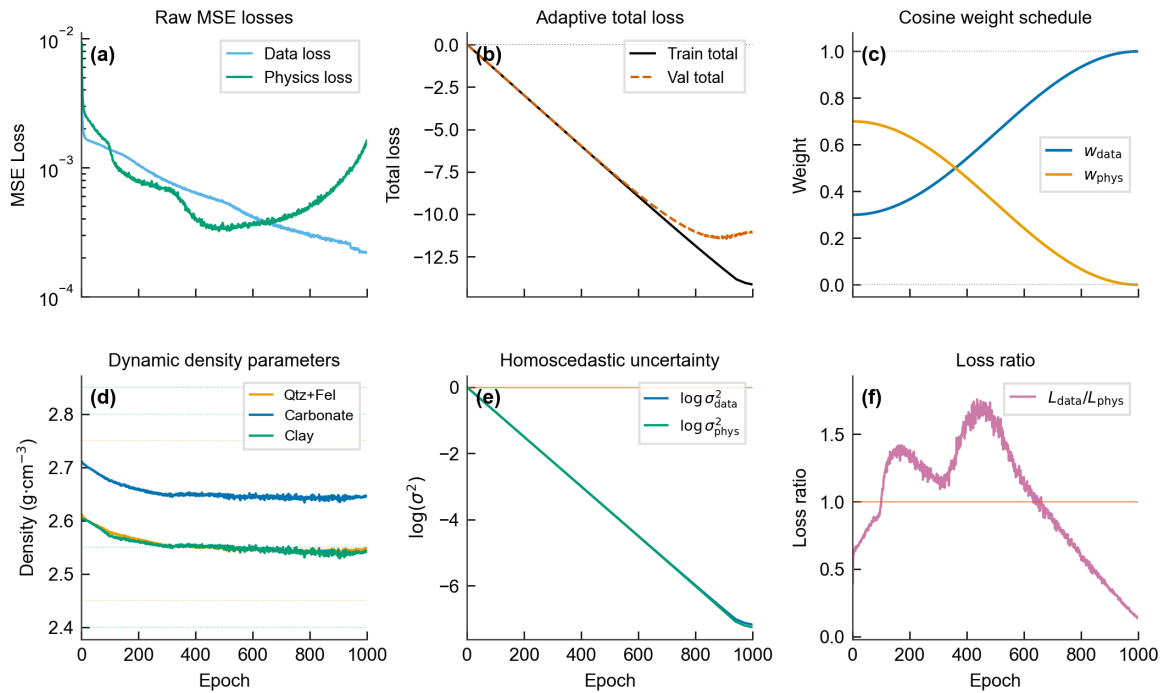 Raw MSE losses
(a)
Data loss
Physics loss
10⁻²
10⁻³
10⁻⁴
MSE Loss
Adaptive total loss
(b)
Train total
Val total
0.0
−2.5
−5.0
−7.5
−10.0
−12.5
Total loss
Cosine weight schedule
(c)
w_data
w_phys
1.0
0.8
0.6
0.4
0.2
0.0
Weight
Dynamic density parameters
(d)
Qtz+Fel
Carbonate
Clay
2.8
2.7
2.6
2.5
2.4
Density (g·cm⁻³)
0 200 400 600 800 1000
Epoch
Homoscedastic uncertainty
(e)
log σ²_data
log σ²_phys
0
−2
−4
−6
log(σ²)
0 200 400 600 800 1000
Epoch
Loss ratio
(f)
L_data/L_phys
1.5
1.0
0.5
0.0
Loss ratio
0 200 400 600 800 1000
Epoch